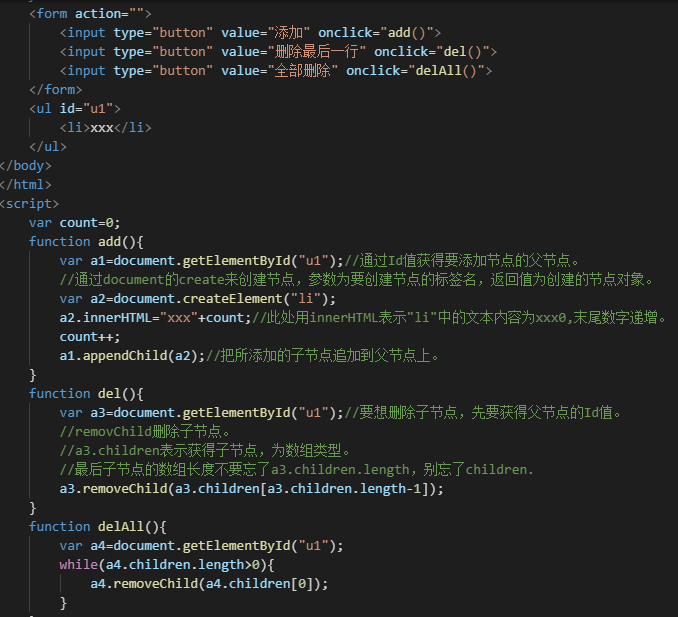 <form action="">
<input type="button" value="添加" onclick="add()">
<input type="button" value="删除最后一行" onclick="del()">
<input type="button" value="全部删除" onclick="delAll()">
</form>
<ul id="u1">
<li>xxx</li>
</ul>
</body>
</html>
<script>
var count=0;
function add(){
var a1=document.getElementById("u1");//通过Id值获得要添加节点的父节点。
//通过document的create来创建节点，参数为要创建节点的标签名，返回值为创建的节点对象。
var a2=document.createElement("li");
a2.innerHTML="xxx"+count;//此处用innerHTML表示"li"中的文本内容为xxx0,末尾数字递增。
count++;
a1.appendChild(a2);//把所添加的子节点追加到父节点上。
}
function del(){
var a3=document.getElementById("u1");//要想删除子节点，先要获得父节点的Id值。
//removChild删除子节点。
//a3.children表示获得子节点，为数组类型。
//最后子节点的数组长度不要忘了a3.children.length，别忘了children.
a3.removeChild(a3.children[a3.children.length-1]);
}
function delAll(){
var a4=document.getElementById("u1");
while(a4.children.length>0){
a4.removeChild(a4.children[0]);
}